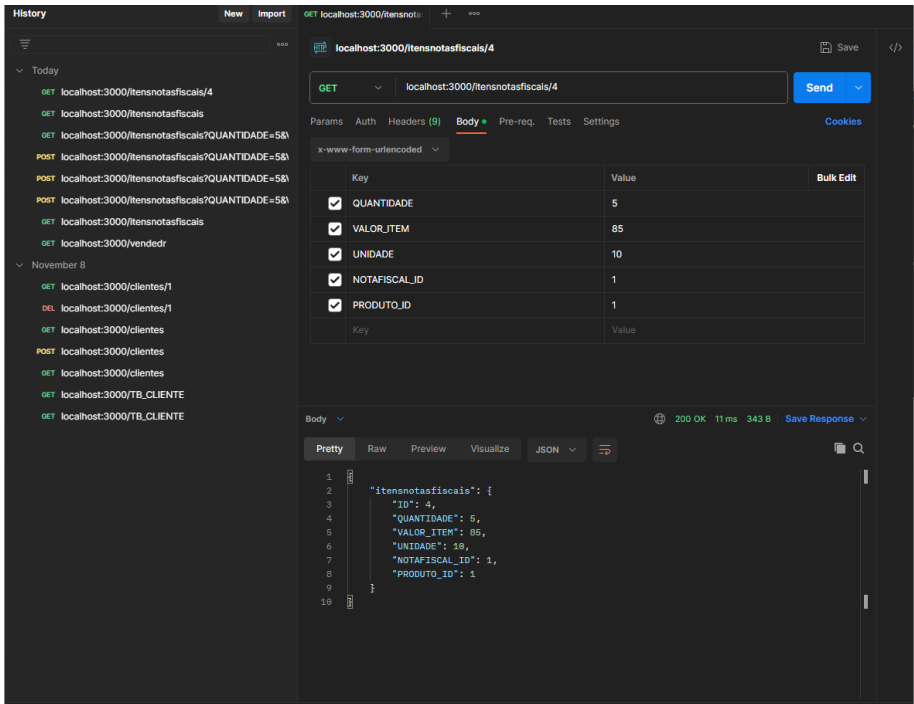 History New Import
Today
GET localhost:3000/itensnotasfiscais/4
GET localhost:3000/itensnotasfiscais
GET localhost:3000/itensnotasfiscais?QUANTIDADE=5&\
POST localhost:3000/itensnotasfiscais?QUANTIDADE=5&\
POST localhost:3000/itensnotasfiscais?QUANTIDADE=5&\
POST localhost:3000/itensnotasfiscais?QUANTIDADE=5&\
GET localhost:3000/itensnotasfiscais
GET localhost:3000/vendedr
November 8
GET localhost:3000/clientes/1
DEL localhost:3000/clientes/1
GET localhost:3000/clientes
POST localhost:3000/clientes
GET localhost:3000/clientes
GET localhost:3000/TB_CLIENTE
GET localhost:3000/TB_CLIENTE
GET localhost:3000/itensnota
HTTP localhost:3000/itensnotasfiscais/4 Save </>
GET localhost:3000/itensnotasfiscais/4 Send
Params Auth Headers (9) Body Pre-req. Tests Settings Cookies
x-www-form-urlencoded
Key Value Bulk Edit
QUANTIDADE 5
VALOR_ITEM 85
UNIDADE 10
NOTAFISCAL_ID 1
PRODUTO_ID 1
Key Value
Body 200 OK 11 ms 343 B Save Response
Pretty Raw Preview Visualize JSON
1 {
2 "itensnotasfiscais": {
3 "ID": 4,
4 "QUANTIDADE": 5,
5 "VALOR_ITEM": 85,
6 "UNIDADE": 10,
7 "NOTAFISCAL_ID": 1,
8 "PRODUTO_ID": 1
9 }
10 }